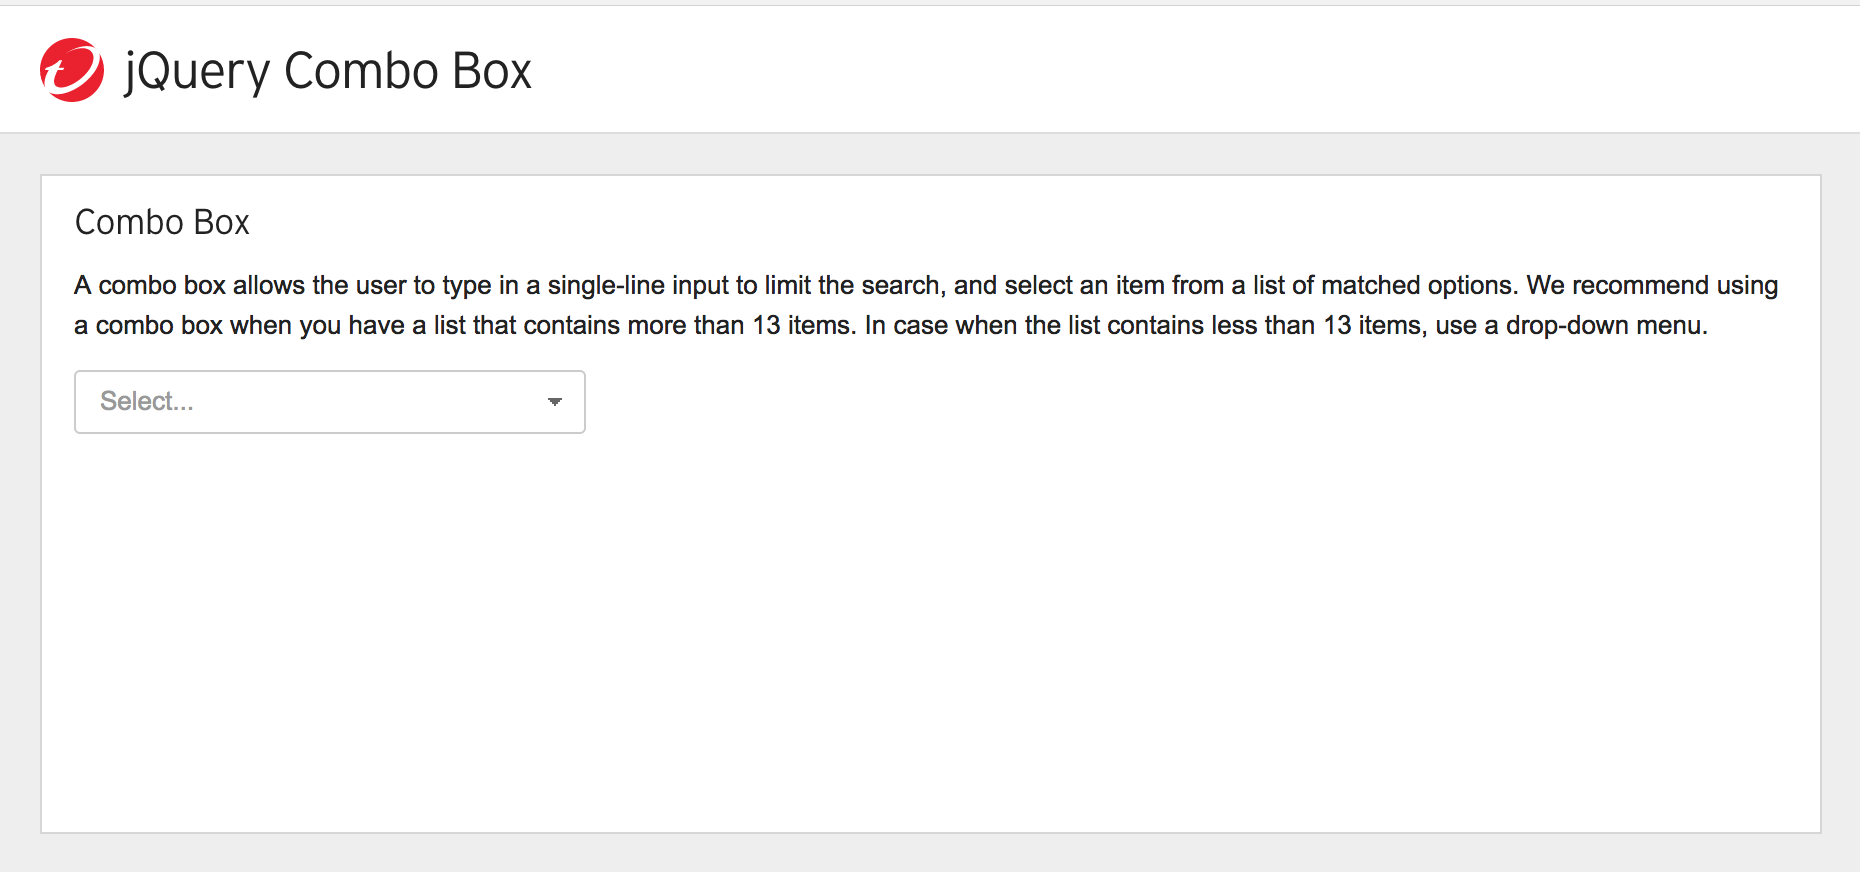 jQuery Combo Box
Combo Box
A combo box allows the user to type in a single-line input to limit the search, and select an item from a list of matched options. We recommend using
a combo box when you have a list that contains more than 13 items. In case when the list contains less than 13 items, use a drop-down menu.
Select...